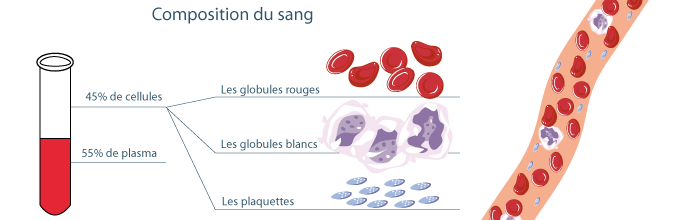 Composition du sang
45% de cellules
55% de plasma
Les globules rouges
Les globules blancs
Les plaquettes